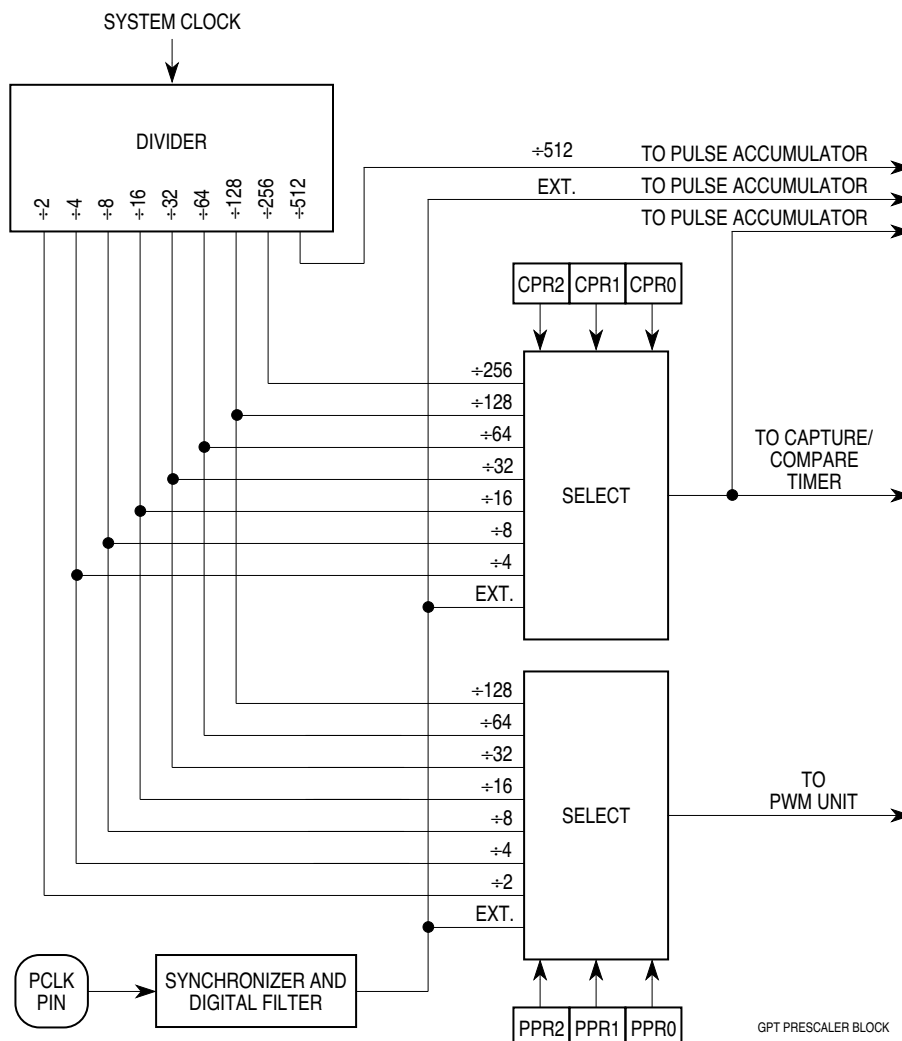 SYSTEM CLOCK
DIVIDER
÷2
÷4
÷8
÷16
÷32
÷64
÷128
÷256
÷512
÷512 TO PULSE ACCUMULATOR
EXT. TO PULSE ACCUMULATOR
TO PULSE ACCUMULATOR
CPR2 CPR1 CPR0
÷256
÷128
÷64
÷32
÷16
÷8
÷4
EXT.
SELECT
TO CAPTURE/
COMPARE
TIMER
÷128
÷64
÷32
÷16
÷8
÷4
÷2
EXT.
SELECT
TO
PWM UNIT
PCLK
PIN
SYNCHRONIZER AND
DIGITAL FILTER
PPR2 PPR1 PPR0
GPT PRESCALER BLOCK